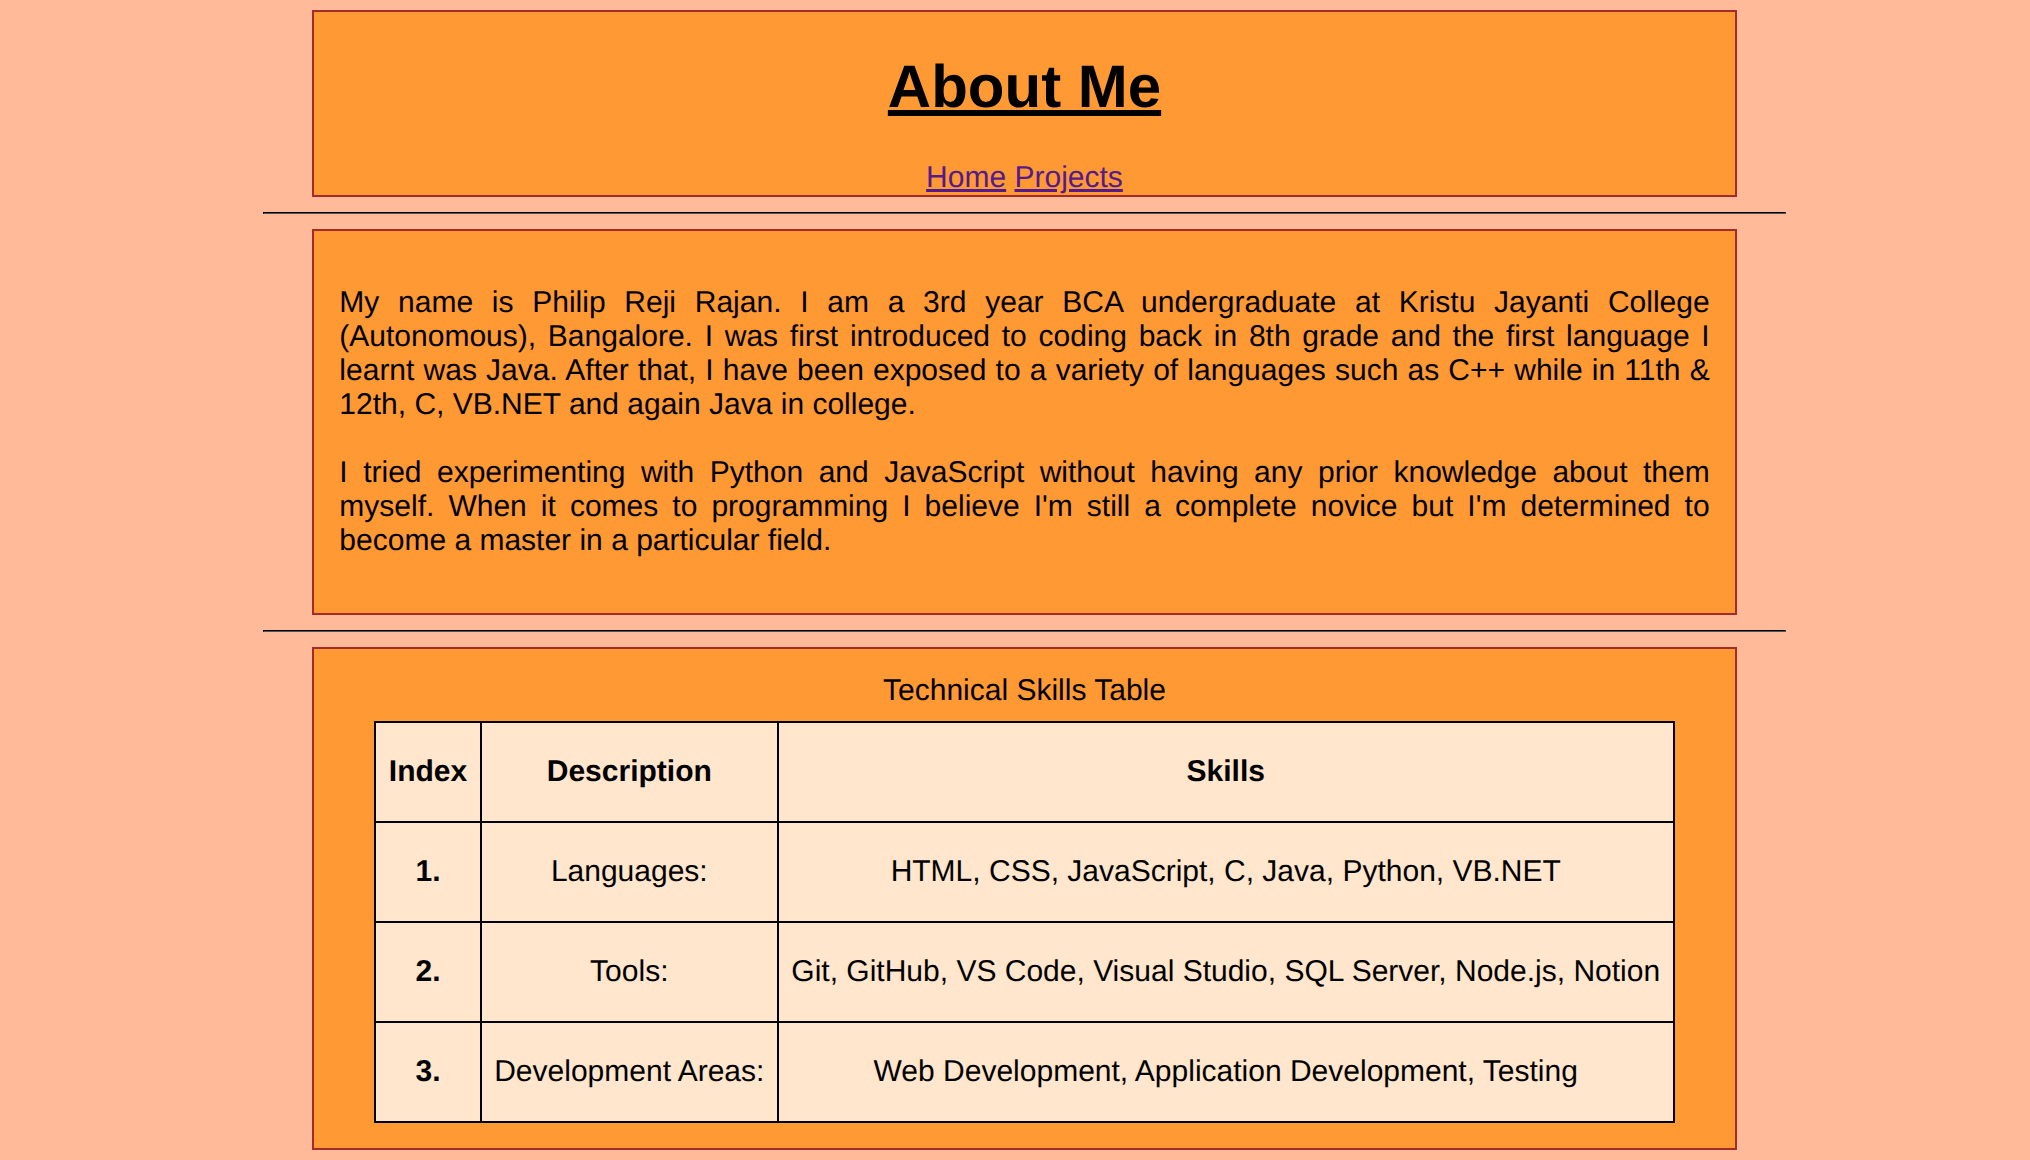 About Me
Home Projects
My name is Philip Reji Rajan. I am a 3rd year BCA undergraduate at Kristu Jayanti College
(Autonomous), Bangalore. I was first introduced to coding back in 8th grade and the first language I
learnt was Java. After that, I have been exposed to a variety of languages such as C++ while in 11th &
12th, C, VB.NET and again Java in college.
I tried experimenting with Python and JavaScript without having any prior knowledge about them
myself. When it comes to programming I believe I'm still a complete novice but I'm determined to
become a master in a particular field.
Technical Skills Table
Index Description Skills
1. Languages: HTML, CSS, JavaScript, C, Java, Python, VB.NET
2. Tools: Git, GitHub, VS Code, Visual Studio, SQL Server, Node.js, Notion
3. Development Areas: Web Development, Application Development, Testing